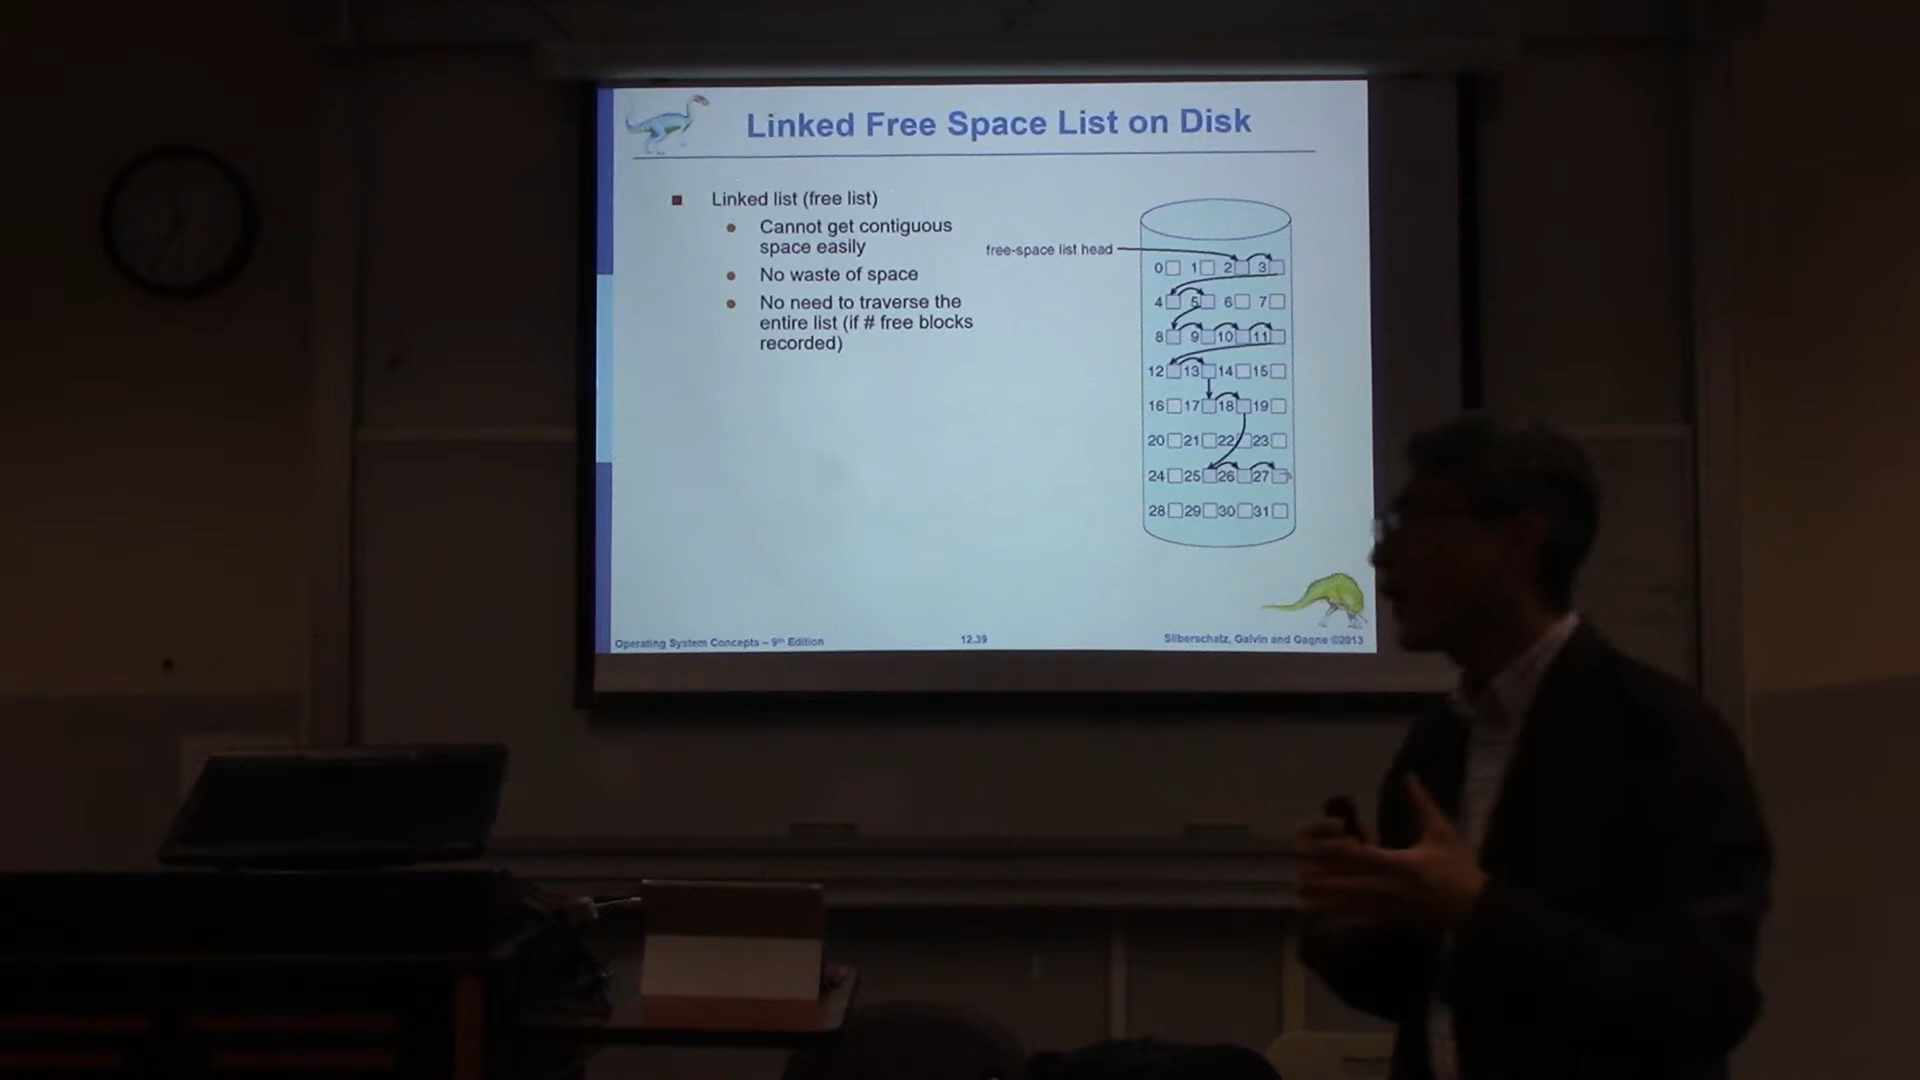 Linked Free Space List on Disk
Linked list (free list)
Cannot get contiguous
space easily
No waste of space
No need to traverse the
entire list (if # free blocks
recorded)
free-space list head
0 1 2 3
4 5 6 7
8 9 10 11
12 13 14 15
16 17 18 19
20 21 22 23
24 25 26 27
28 29 30 31
Operating System Concepts – 9th Edition
12.39
Silberschatz, Galvin and Gagne ©2013